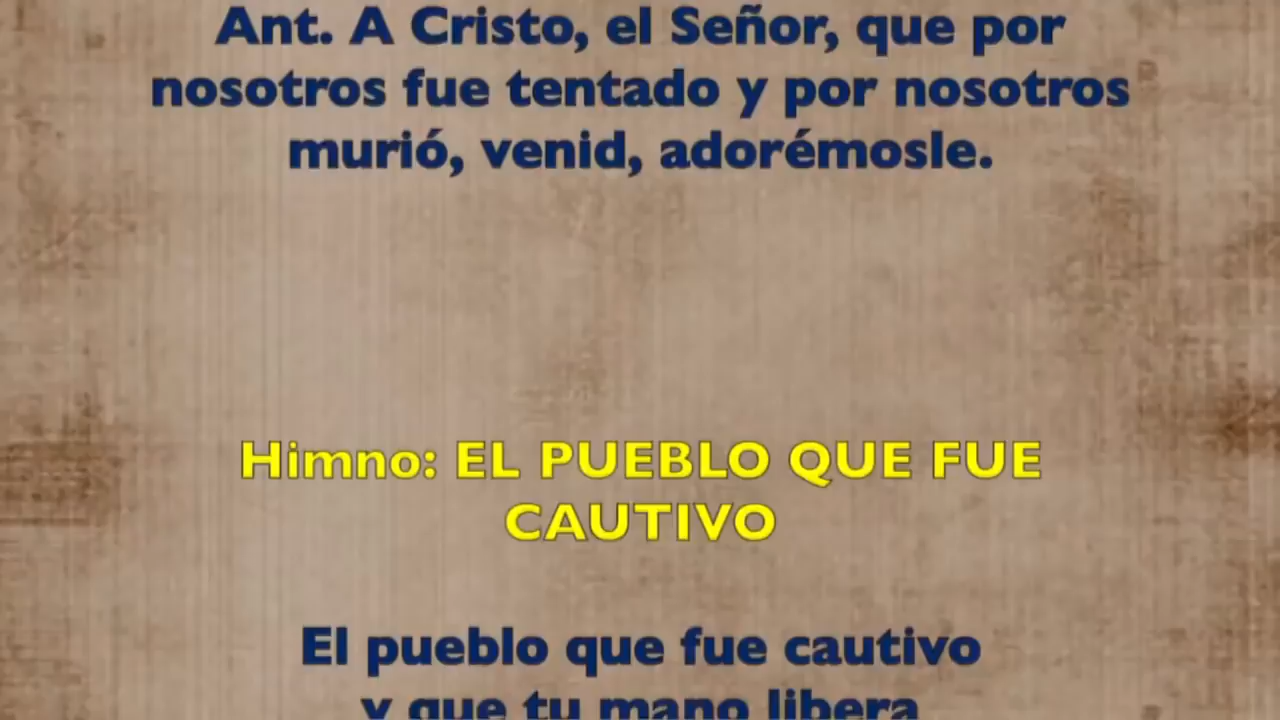 Ant. A Cristo, el Señor, que por
nosotros fue tentado y por nosotros
murió, venid, adorémosle.
Himno: EL PUEBLO QUE FUE
CAUTIVO
El pueblo que fue cautivo
y que tu mano libera